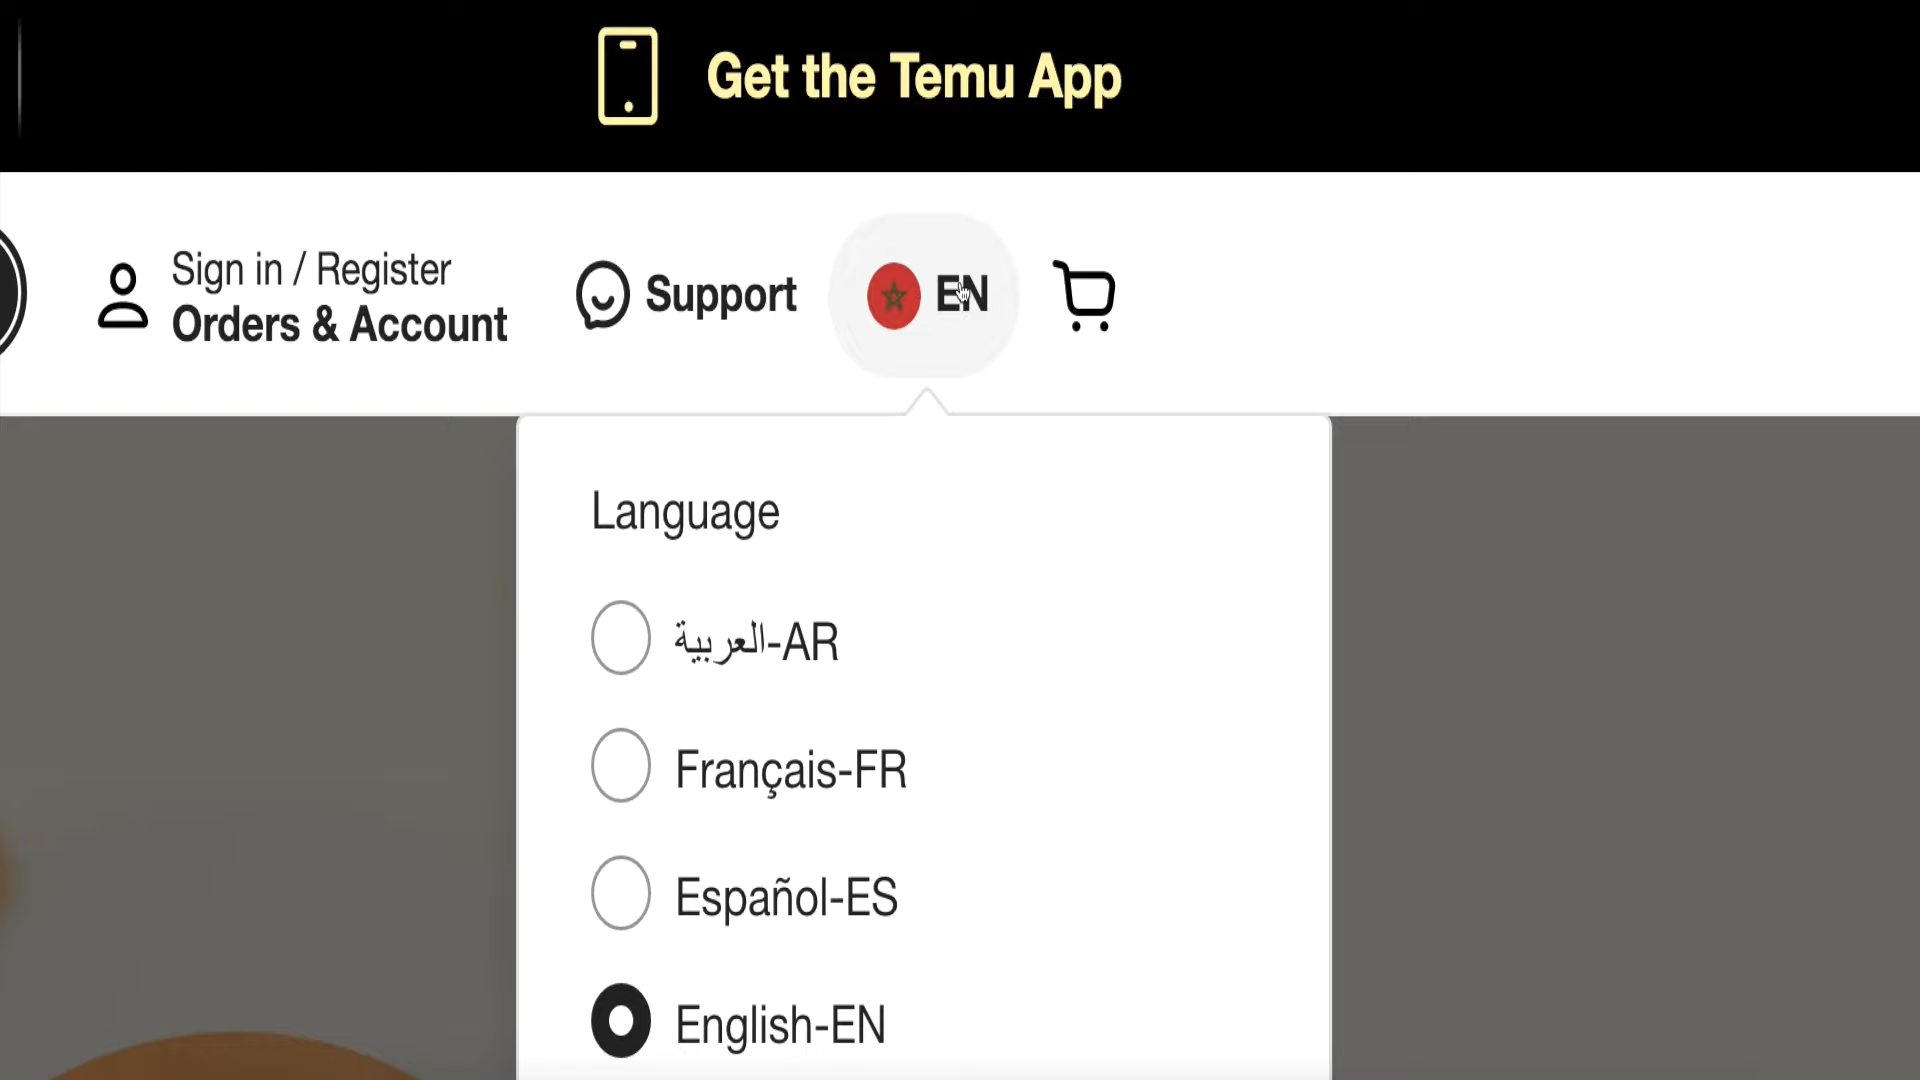 Get the Temu App
Sign in / Register
Orders & Account
Support
EN
Language
العربية-AR
Français-FR
Español-ES
English-EN